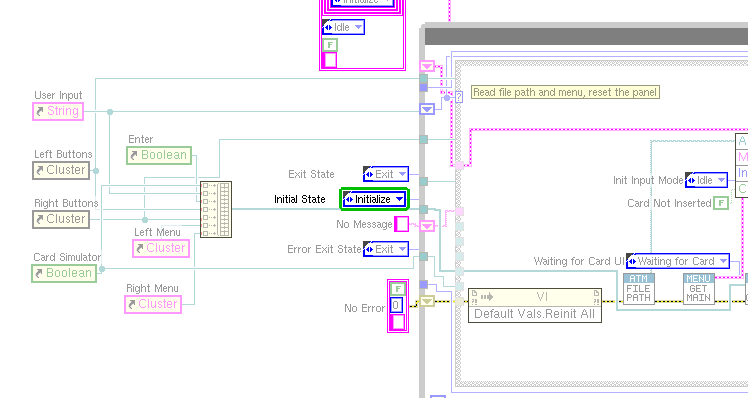 Initialize
Idle
F
User Input
String
Read file path and menu, reset the panel
?
Enter
Boolean
Left Buttons
Cluster
Exit State
Exit
Init Input Mode
Idle
Initial State
Initialize
Right Buttons
Cluster
Card Not Inserted
F
No Message
Left Menu
Cluster
Error Exit State
Exit
Card Simulator
Boolean
Waiting for Card UI
Waiting for Card
Right Menu
Cluster
No Error
F
0
VI
Default Vals.Reinit All
ATM
FILE
PATH
MENU
GET
MAIN
A
M
In
C